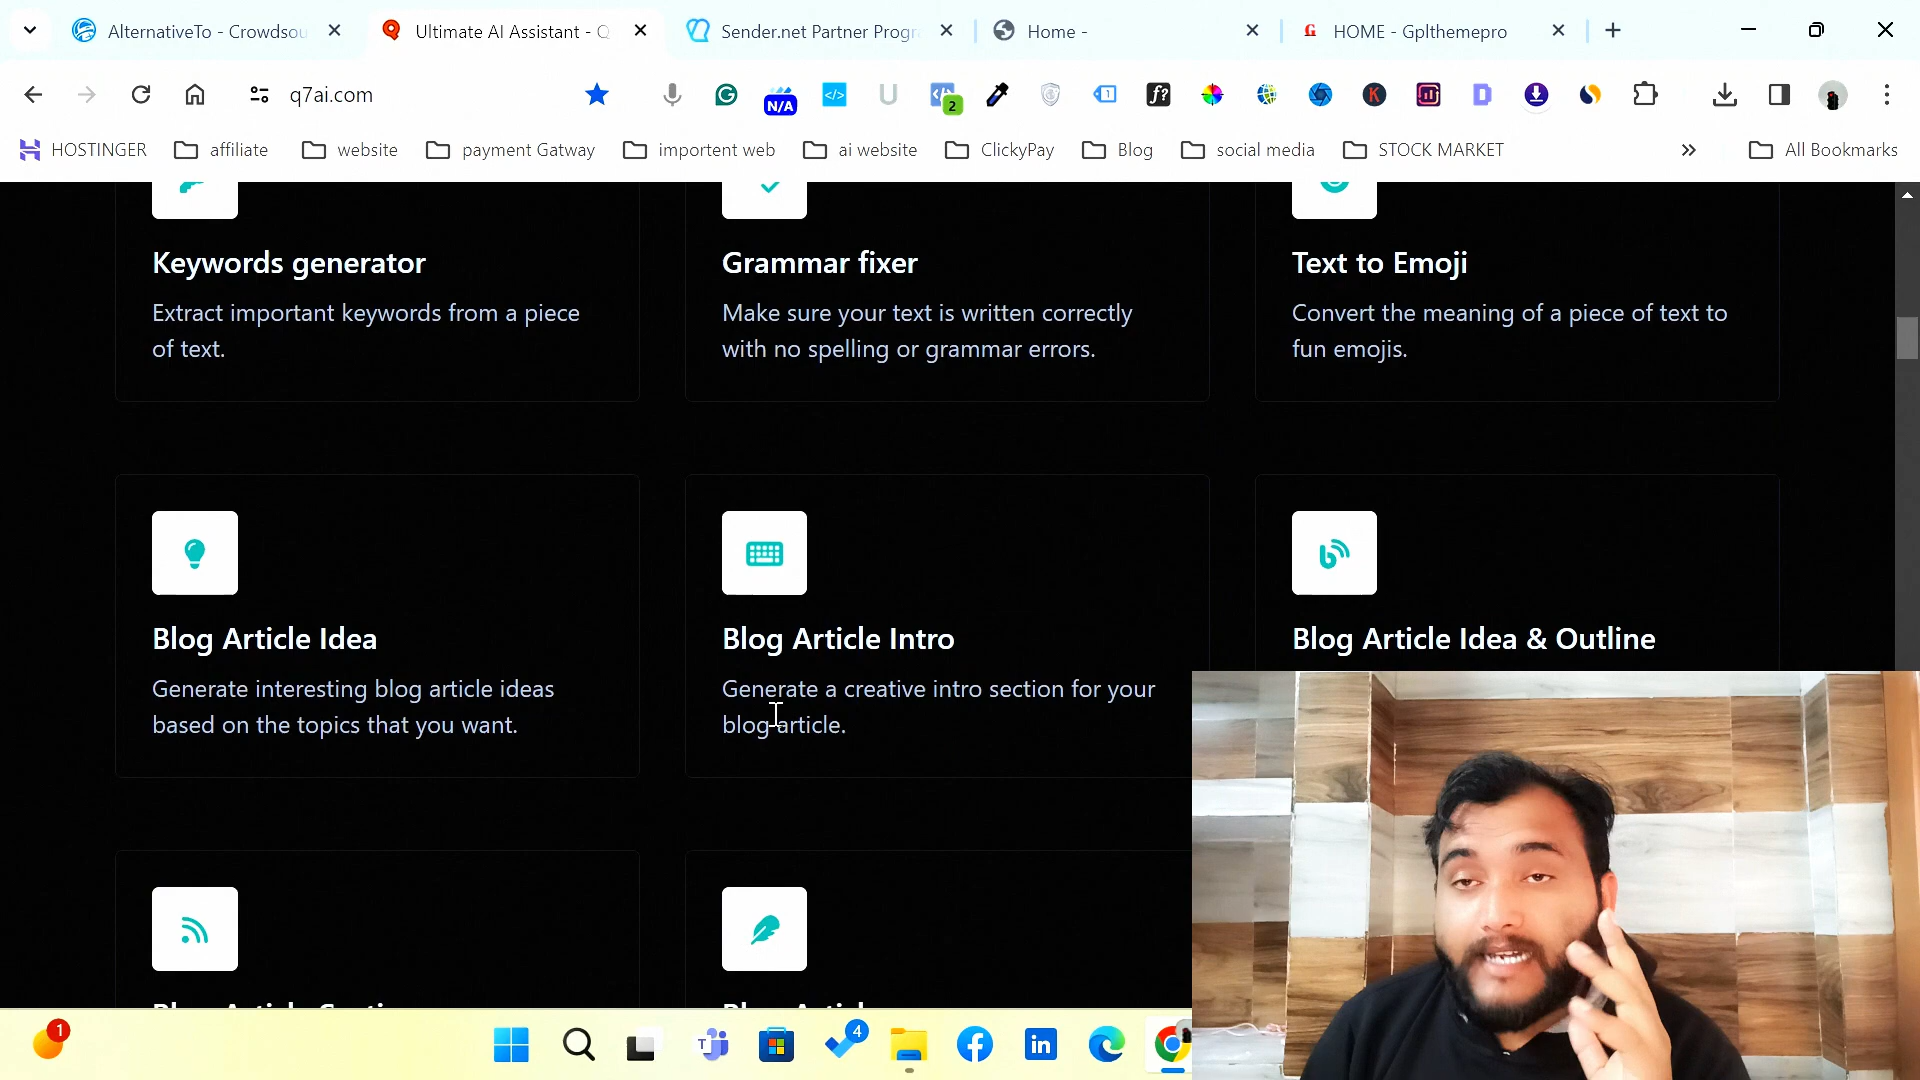 AlternativeTo - Crowdsou
Ultimate AI Assistant - Q
Sender.net Partner Progr
Home -
G
HOME - Gplthemepro
q7ai.com
N/A
2
1
f?
K
D
HOSTINGER
affiliate
website
payment Gatway
importent web
ai website
ClickyPay
Blog
social media
STOCK MARKET
All Bookmarks
Keywords generator
Extract important keywords from a piece
of text.
Grammar fixer
Make sure your text is written correctly
with no spelling or grammar errors.
Text to Emoji
Convert the meaning of a piece of text to
fun emojis.
Blog Article Idea
Generate interesting blog article ideas
based on the topics that you want.
Blog Article Intro
Generate a creative intro section for your
blog article.
Blog Article Idea & Outline
1
4
in